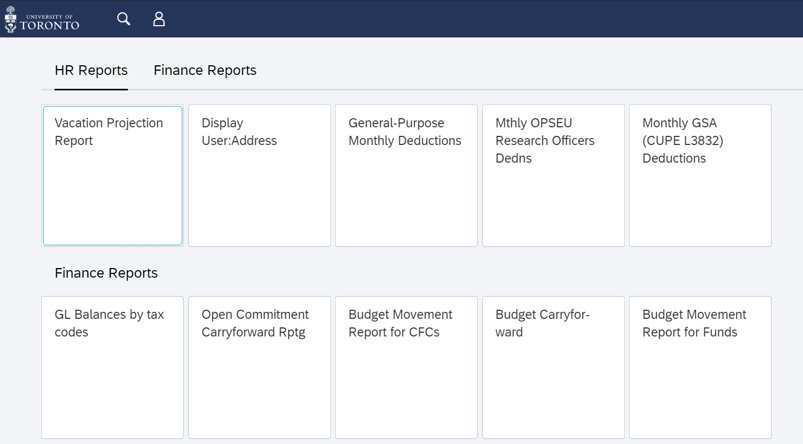 UNIVERSITY OF
TORONTO
HR Reports
Finance Reports
Vacation Projection
Report
Display
User:Address
General-Purpose
Monthly Deductions
Mthly OPSEU
Research Officers
Dedns
Monthly GSA
(CUPE L3832)
Deductions
Finance Reports
GL Balances by tax
codes
Open Commitment
Carryforward Rptg
Budget Movement
Report for CFCs
Budget Carryfor-
ward
Budget Movement
Report for Funds